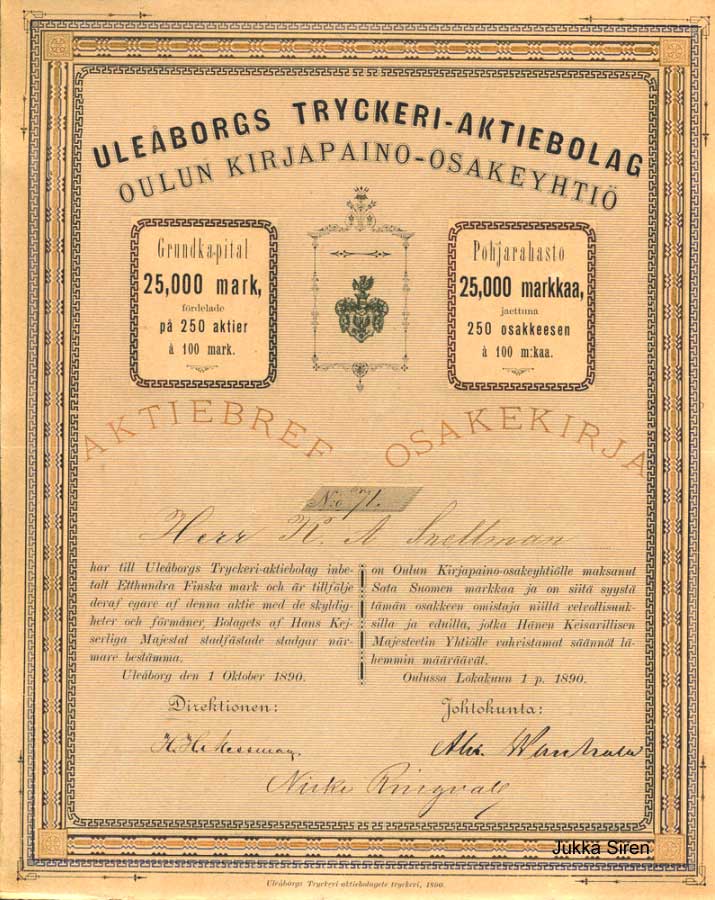 ULEÅBORGS TRYCKERI-AKTIEBOLAG
OULUN KIRJAPAINO-OSAKEYHTIÖ
Grundkapital
25,000 mark,
fördelade
på 250 aktier
à 100 mark.
Pohjarahasto
25,000 markkaa,
jaettuna
250 osakkeesen
à 100 m:kaa.
AKTIEBREF
OSAKEKIRJA
N:o 71.
Herr K. A Snellman
har till Uleåborgs Tryckeri-aktiebolag inbe-
talt Etthundra Finska mark och är tillfölje
deraf egare af denna aktie med de skyldig-
heter och förmåner, Bolagets af Hans Kej-
serliga Majestät stadfästade stadgar när-
mare bestämma.
Uleåborg den 1 Oktober 1890.
on Oulun Kirjapaino-osakeyhtiölle maksanut
Sata Suomen markkaa ja on siitä syystä
tämän osakkeen omistaja niillä velvollisuuk-
silla ja eduilla, jotka Hänen Keisarillisen
Majesteetin Yhtiölle vahvistamat säännöt lä-
hemmin määräävät.
Oulussa Lokakuun 1 p. 1890.
Direktionen:
Johtokunta:
Ringvall
Jukka Siren
Uleåborgs Tryckeri-aktiebolagets tryckeri, 1890.